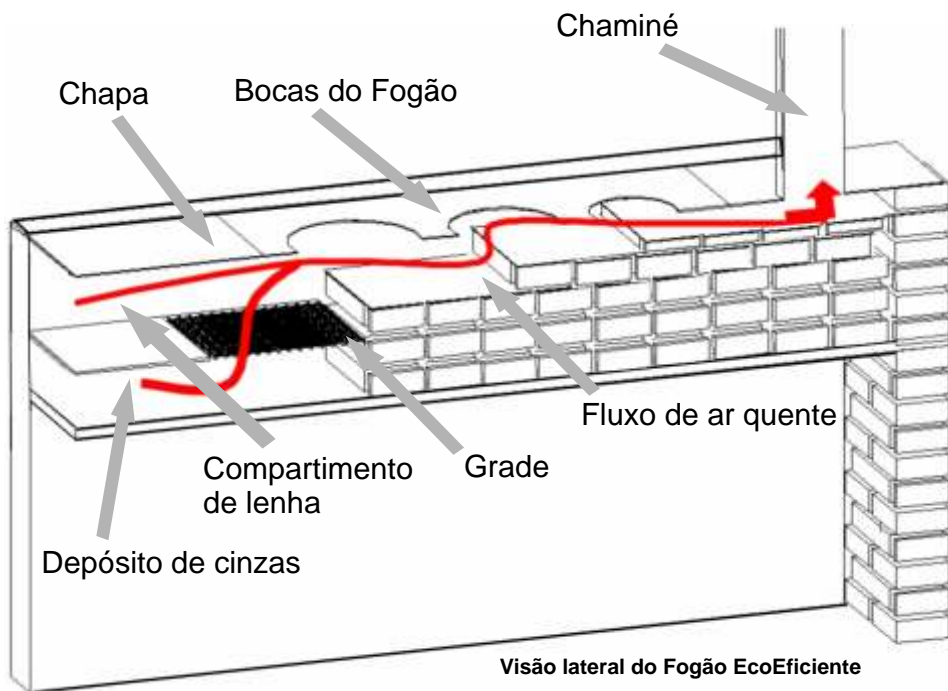 Chaminé
Chapa
Bocas do Fogão
Fluxo de ar quente
Compartimento
de lenha
Grade
Depósito de cinzas
Visão lateral do Fogão EcoEficiente